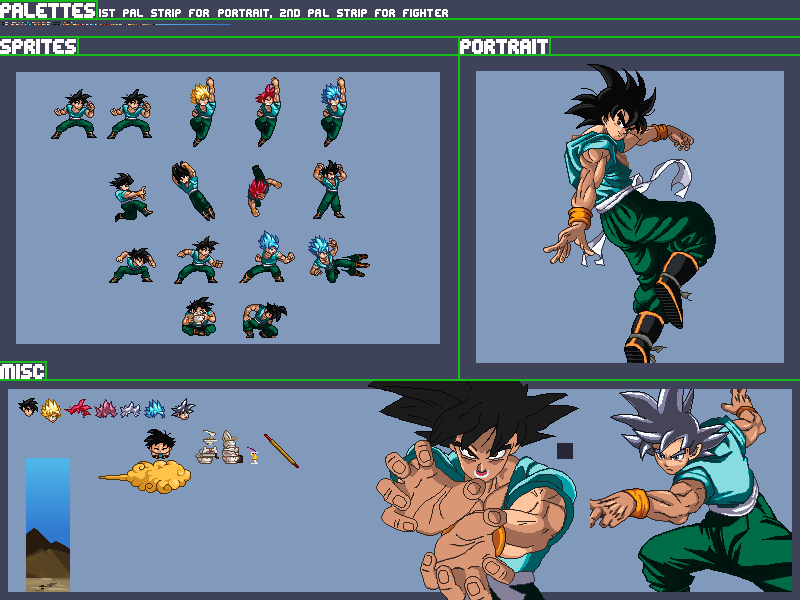 PALETTES 1ST PAL STRIP FOR PORTRAIT, 2ND PAL STRIP FOR FIGHTER
SPRITES
PORTRAIT
MISC